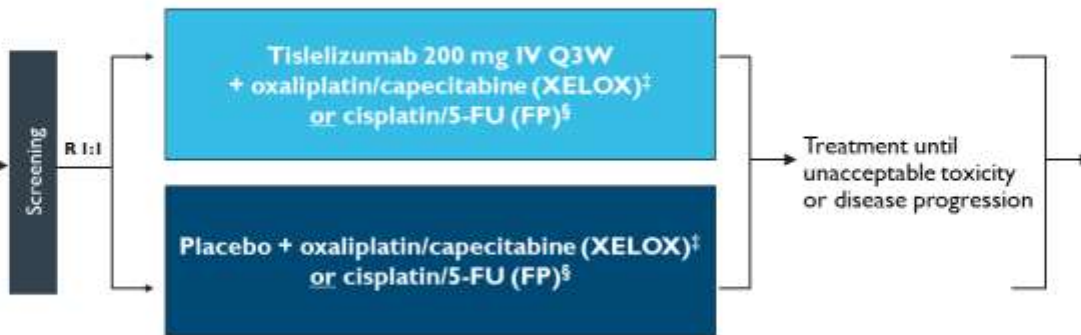 Screening
R 1:1
Tislelizumab 200 mg IV Q3W
+ oxaliplatin/capecitabine (XELOX)‡
or cisplatin/5-FU (FP)§
Placebo + oxaliplatin/capecitabine (XELOX)‡
or cisplatin/5-FU (FP)§
Treatment until
unacceptable toxicity
or disease progression